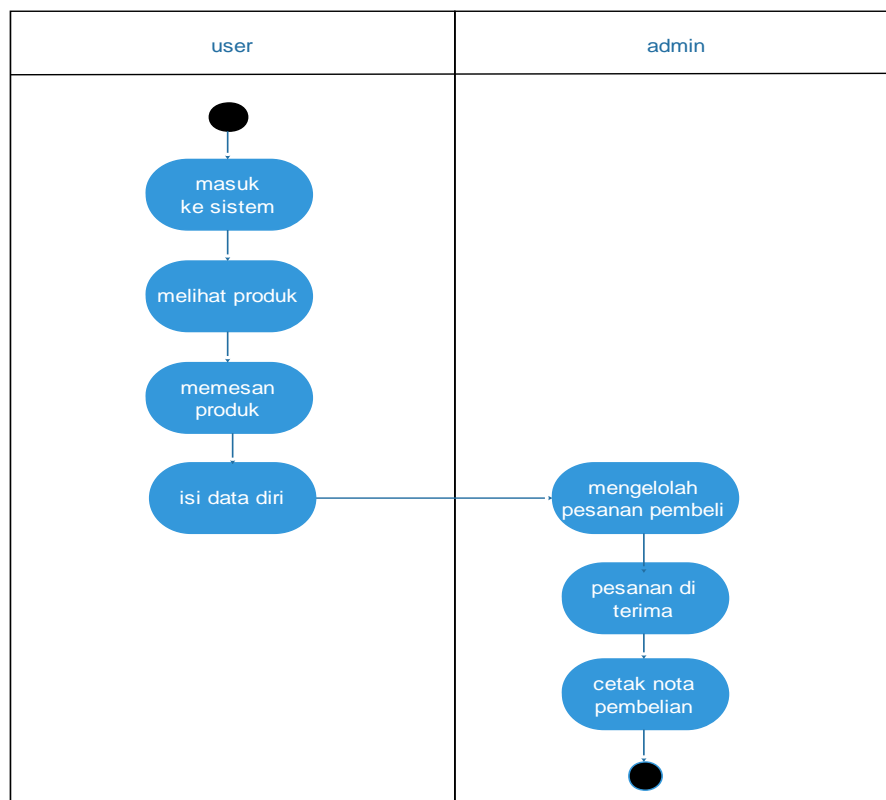 user
admin
masuk
ke sistem
melihat produk
memesan
produk
isi data diri
mengelolah
pesanan pembeli
pesanan di
terima
cetak nota
pembelian